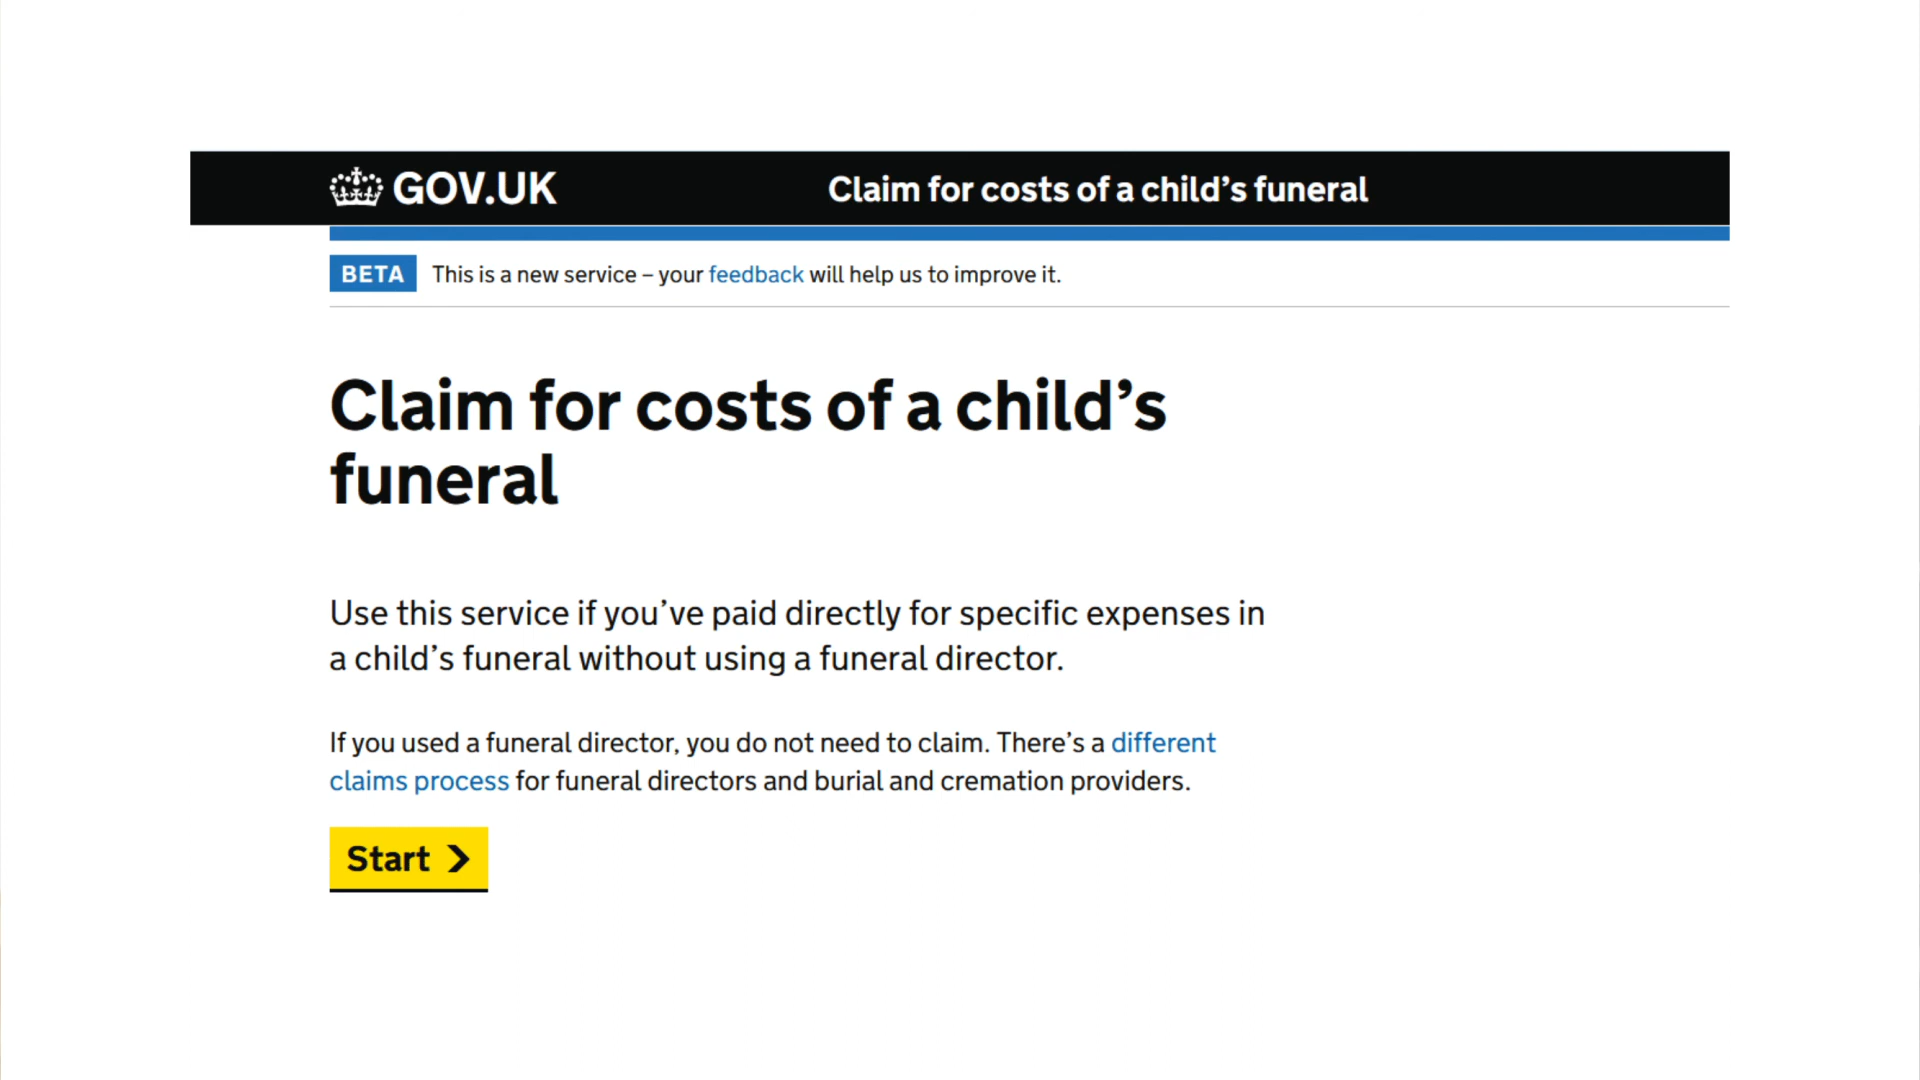 GOV.UK
Claim for costs of a child’s funeral
BETA This is a new service – your feedback will help us to improve it.
Claim for costs of a child’s
funeral
Use this service if you’ve paid directly for specific expenses in
a child’s funeral without using a funeral director.
If you used a funeral director, you do not need to claim. There’s a different
claims process for funeral directors and burial and cremation providers.
Start